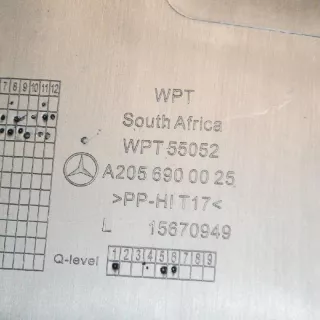 7 8 9 10 11 12
WPT
South Africa
WPT 55052
A205 690 00 25
>PP-HI T17<
L 15670949
Q-level 1 2 3 4 5 6 7 8 9